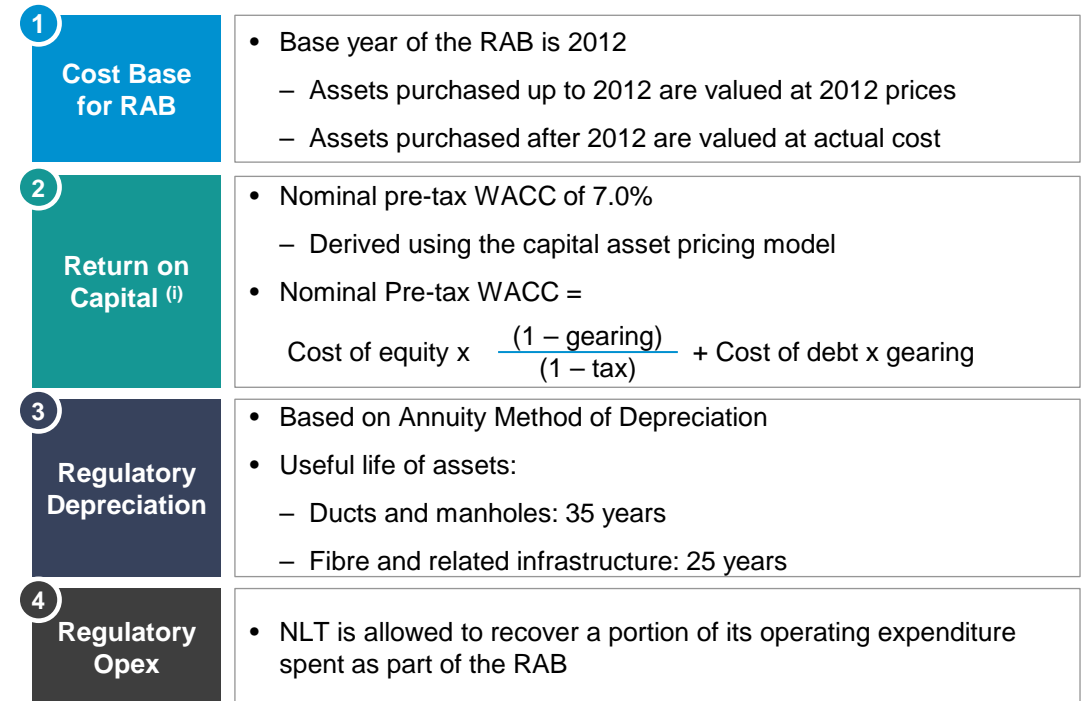 1
Cost Base
for RAB
• Base year of the RAB is 2012
– Assets purchased up to 2012 are valued at 2012 prices
– Assets purchased after 2012 are valued at actual cost
2
Return on
Capital (i)
• Nominal pre-tax WACC of 7.0%
– Derived using the capital asset pricing model
• Nominal Pre-tax WACC =
(1 – gearing)
Cost of equity x + Cost of debt x gearing
(1 – tax)
3
Regulatory
Depreciation
• Based on Annuity Method of Depreciation
• Useful life of assets:
– Ducts and manholes: 35 years
– Fibre and related infrastructure: 25 years
4
Regulatory
Opex
• NLT is allowed to recover a portion of its operating expenditure
spent as part of the RAB